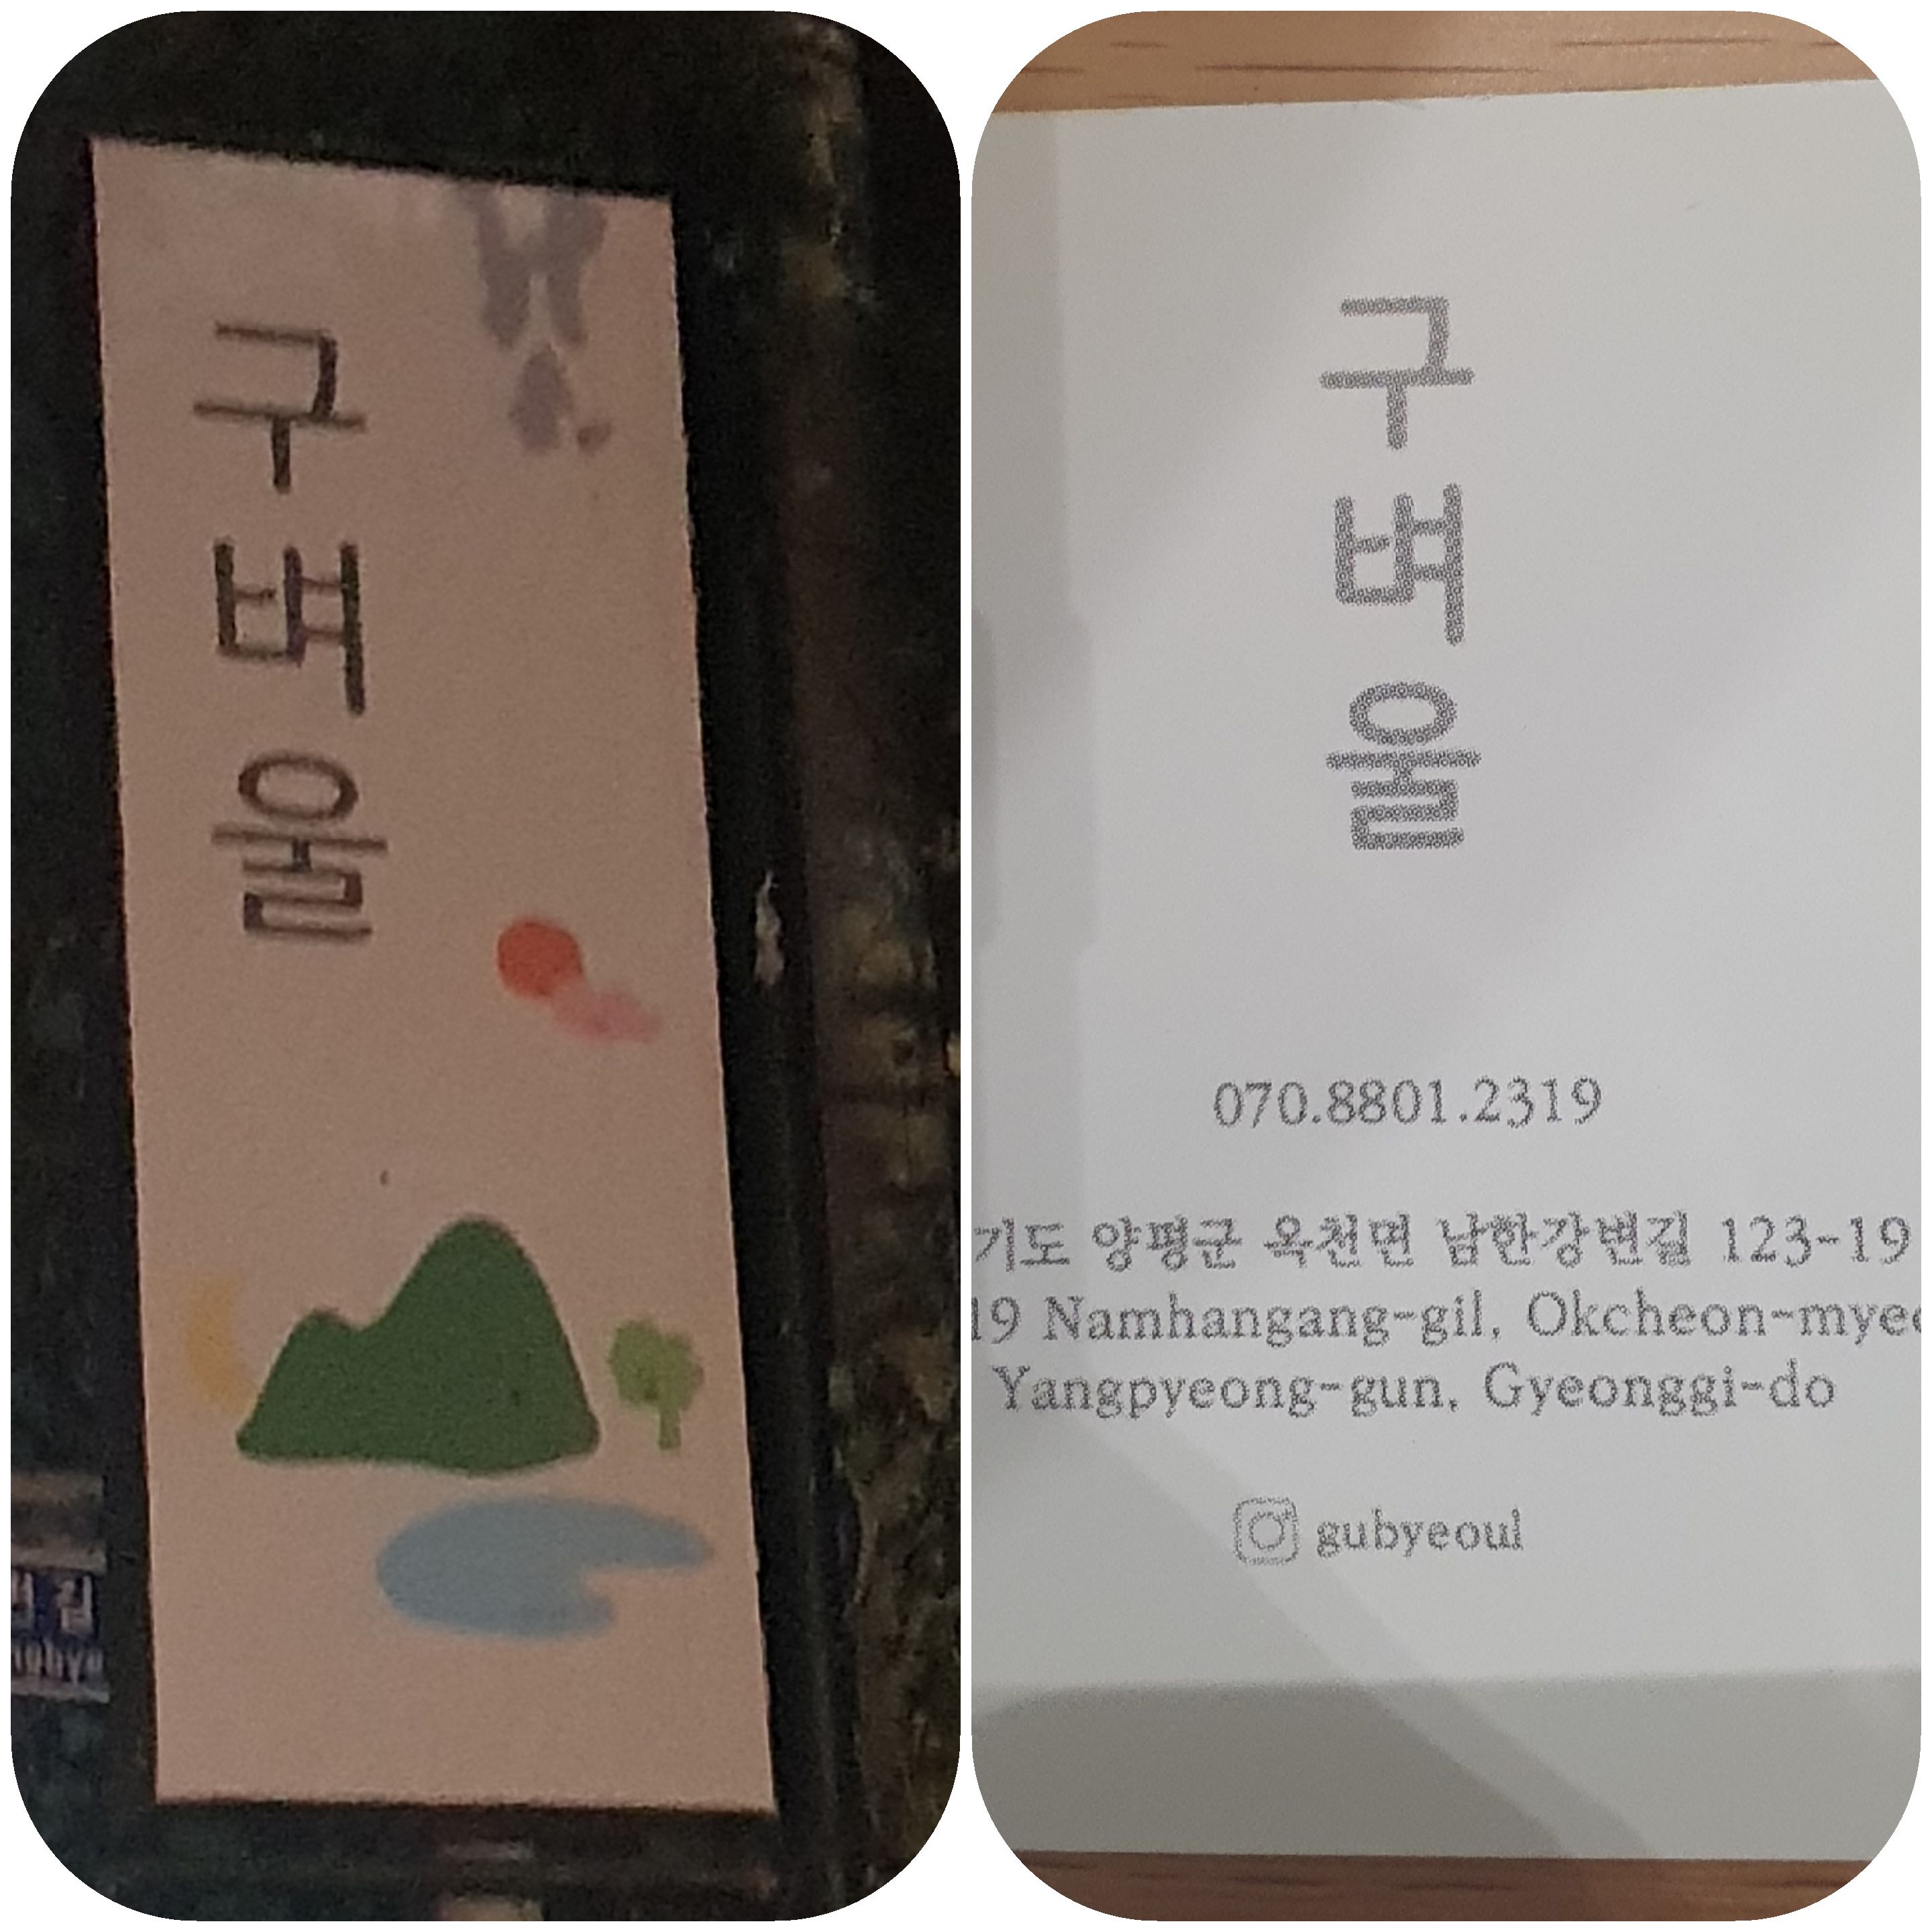 구벼울
구벼울
070.8801.2319
기도 양평군 옥천면 남한강변길 123-19
19 Namhangang-gil, Okcheon-myeo
Yangpyeong-gun, Gyeonggi-do
gubyeoul